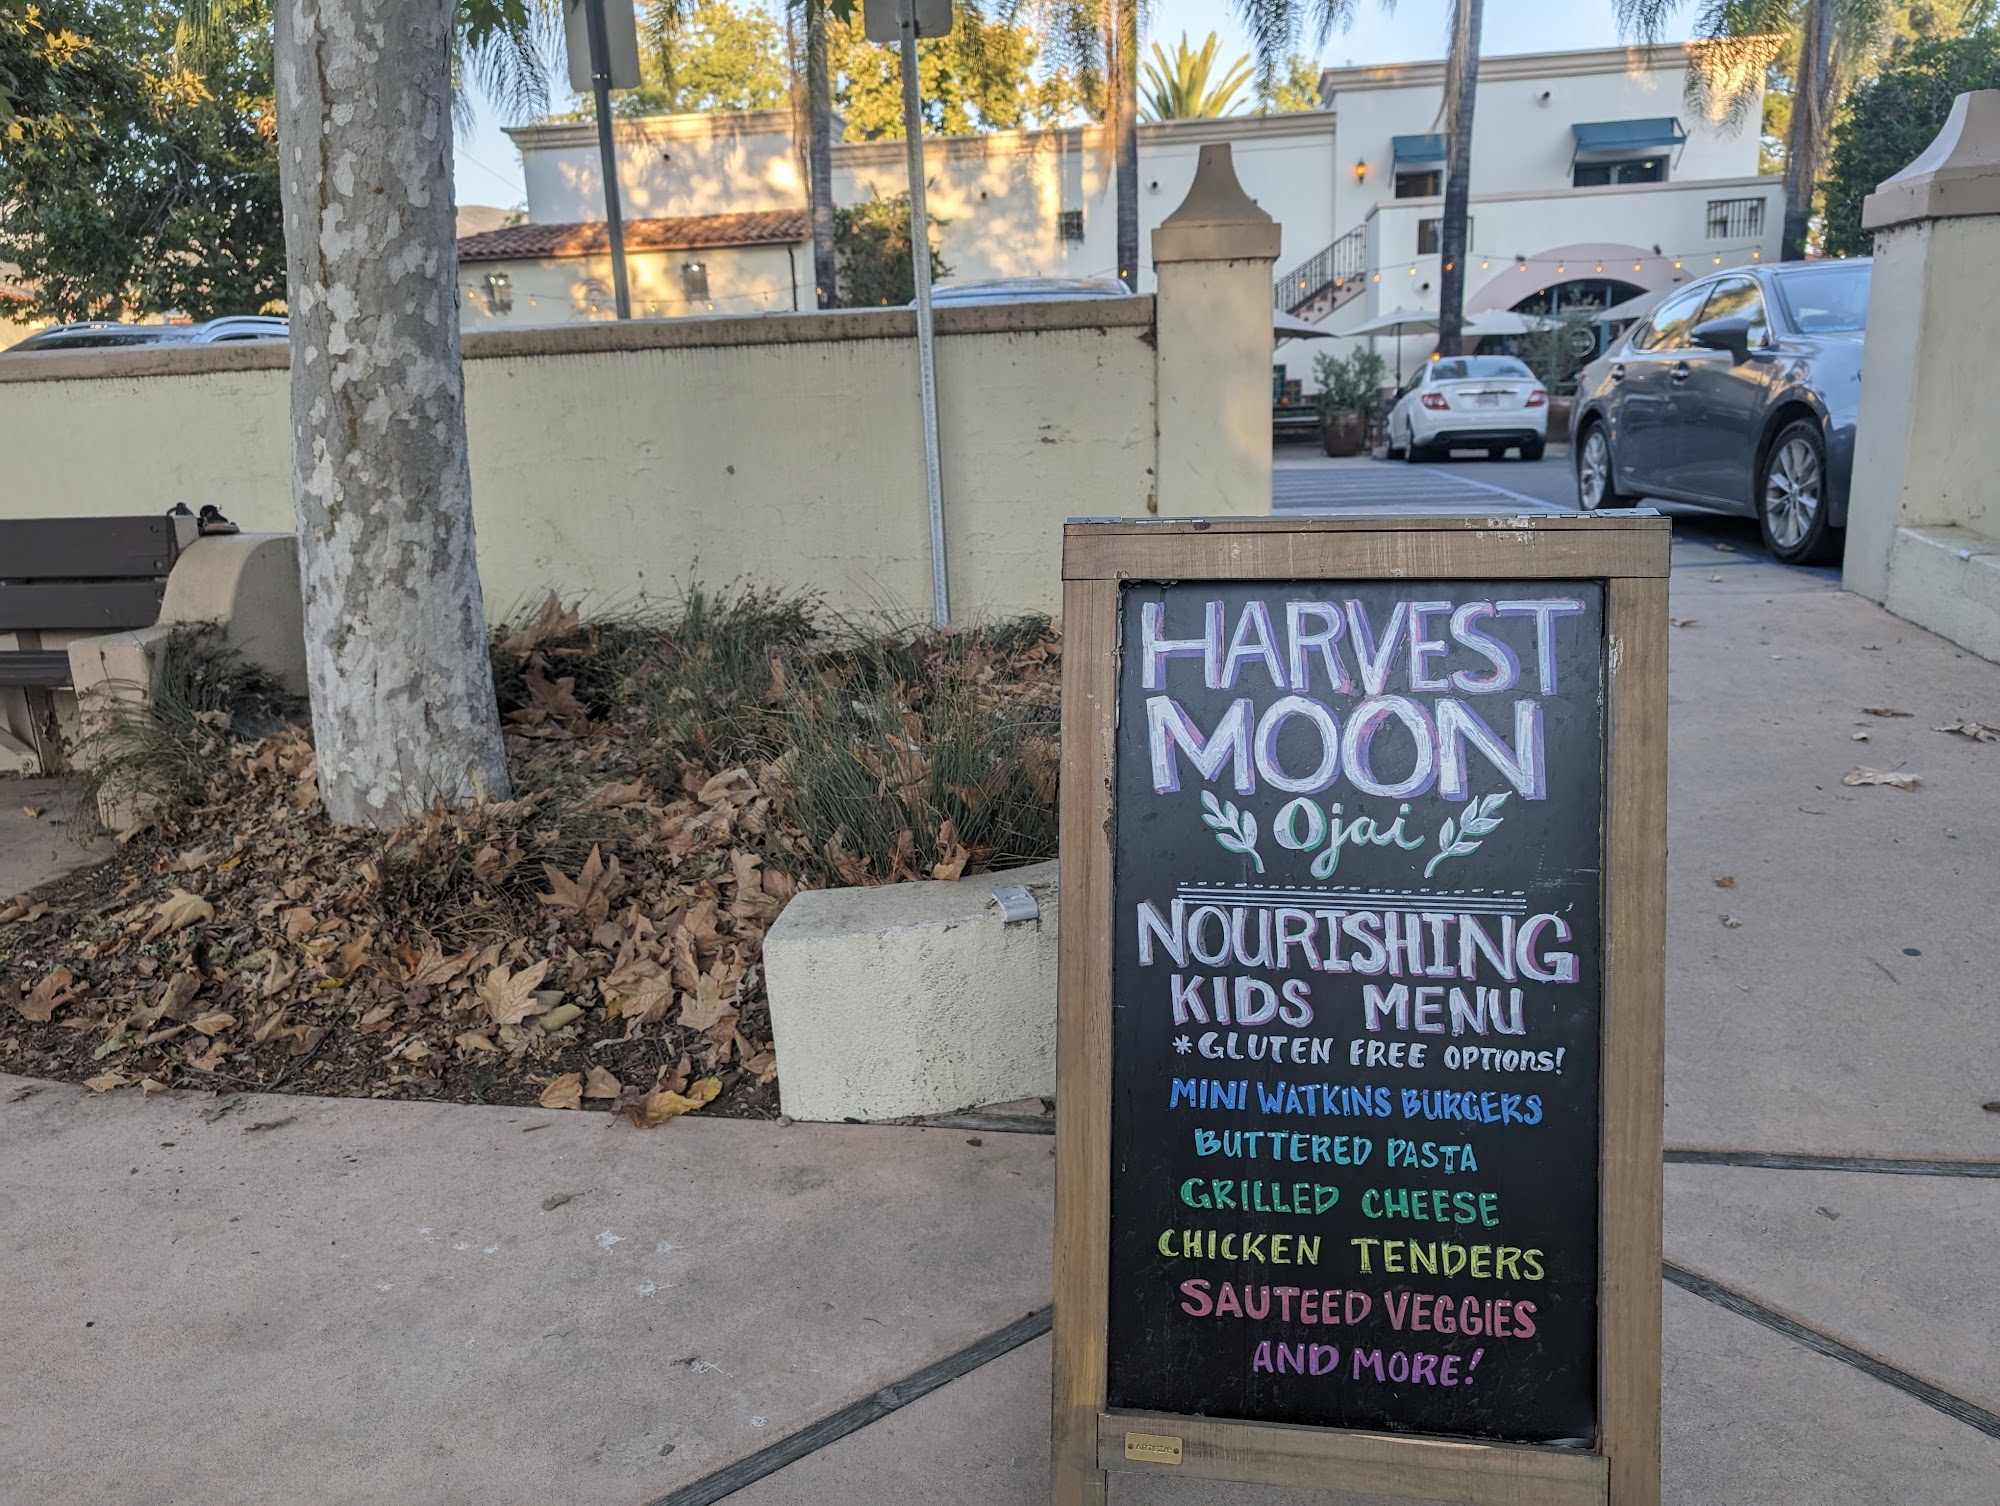 HARVEST
MOON
Ojai
NOURISHING
KIDS MENU
*GLUTEN FREE OPTIONS!
MINI WATKINS BURGERS
BUTTERED PASTA
GRILLED CHEESE
CHICKEN TENDERS
SAUTEED VEGGIES
AND MORE!
ARTEZA